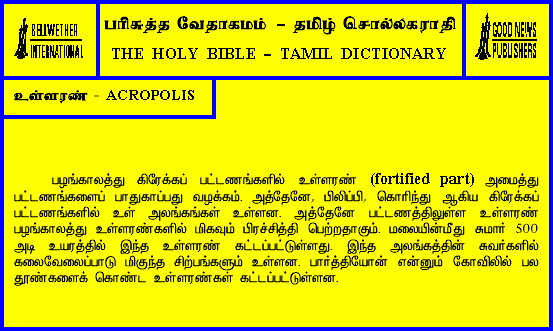 BELLWETHER
INTERNATIONAL
பரிசுத்த வேதாகமம் – தமிழ் சொல்லகராதி
THE HOLY BIBLE – TAMIL DICTIONARY
GOOD NEWS
PUBLISHERS
உள்ளரண் – ACROPOLIS
பழங்காலத்து கிரேக்கப் பட்டணங்களில் உள்ளரண் (fortified part) அமைத்து
பட்டணங்களைப் பாதுகாப்பது வழக்கம். அத்தேனே, பிலிப்பி, கொரிந்து ஆகிய கிரேக்கப்
பட்டணங்களில் உள் அலங்கங்கள் உள்ளன. அத்தேனே பட்டணத்திலுள்ள உள்ளரண்
பழங்காலத்து உள்ளரண்களில் மிகவும் பிரச்சித்தி பெற்றதாகும். மலையின்மீது சுமார் 500
அடி உயரத்தில் இந்த உள்ளரண் கட்டப்பட்டுள்ளது. இந்த அலங்கத்தின் சுவர்களில்
கலைவேலைப்பாடு மிகுந்த சிற்பங்களும் உள்ளன. பார்த்தியோன் என்னும் கோவிலில் பல
தூண்களைக் கொண்ட உள்ளரண்கள் கட்டப்பட்டுள்ளன.